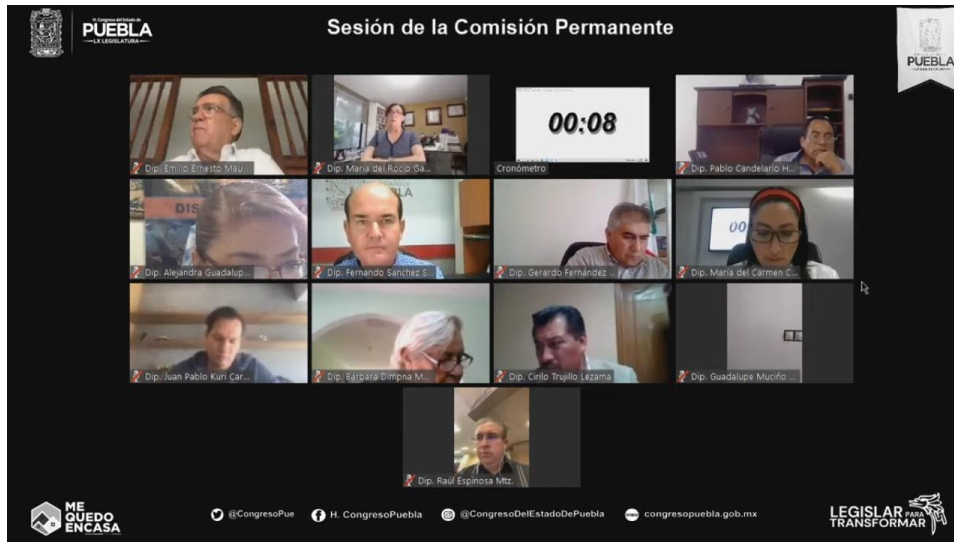 H. Congreso del Estado de
PUEBLA
LX LEGISLATURA
Sesión de la Comisión Permanente
PUEBLA
00:08
Dip. Emilio Ernesto Mau...
Dip. María del Rocío Ga...
Cronómetro
Dip. Pablo Candelario H...
DIS
BLA
00
Dip. Alejandra Guadalup...
Dip. Fernando Sánchez S...
Dip. Gerardo Fernández ...
Dip. María del Carmen C...
Dip. Juan Pablo Kuri Car...
Dip. Bárbara Dimpna M...
Dip. Cirilo Trujillo Lezama
Dip. Guadalupe Muciño ...
Dip. Raúl Espinosa Mtz.
ME
QUEDO
ENCASA
@CongresoPue
H. CongresoPuebla
@CongresoDelEstadoDePuebla
congresopuebla.gob.mx
LEGISLAR PARA
TRANSFORMAR